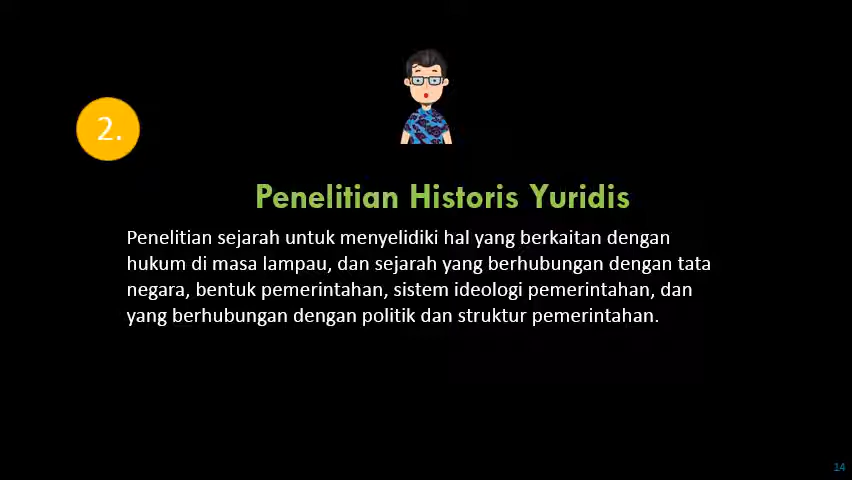 2.
Penelitian Historis Yuridis
Penelitian sejarah untuk menyelidiki hal yang berkaitan dengan
hukum di masa lampau, dan sejarah yang berhubungan dengan tata
negara, bentuk pemerintahan, sistem ideologi pemerintahan, dan
yang berhubungan dengan politik dan struktur pemerintahan.
14